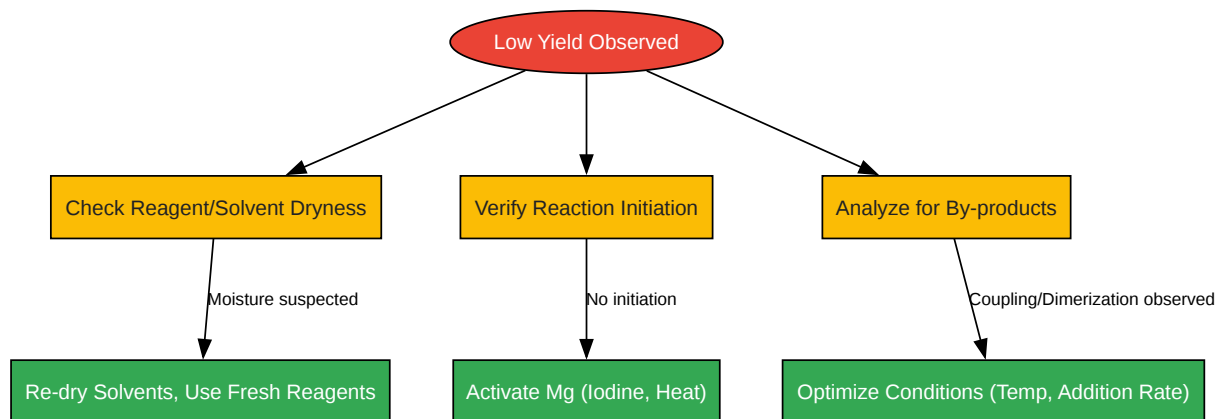 Low Yield Observed
Check Reagent/Solvent Dryness
Verify Reaction Initiation
Analyze for By-products
Moisture suspected
No initiation
Coupling/Dimerization observed
Re-dry Solvents, Use Fresh Reagents
Activate Mg (Iodine, Heat)
Optimize Conditions (Temp, Addition Rate)